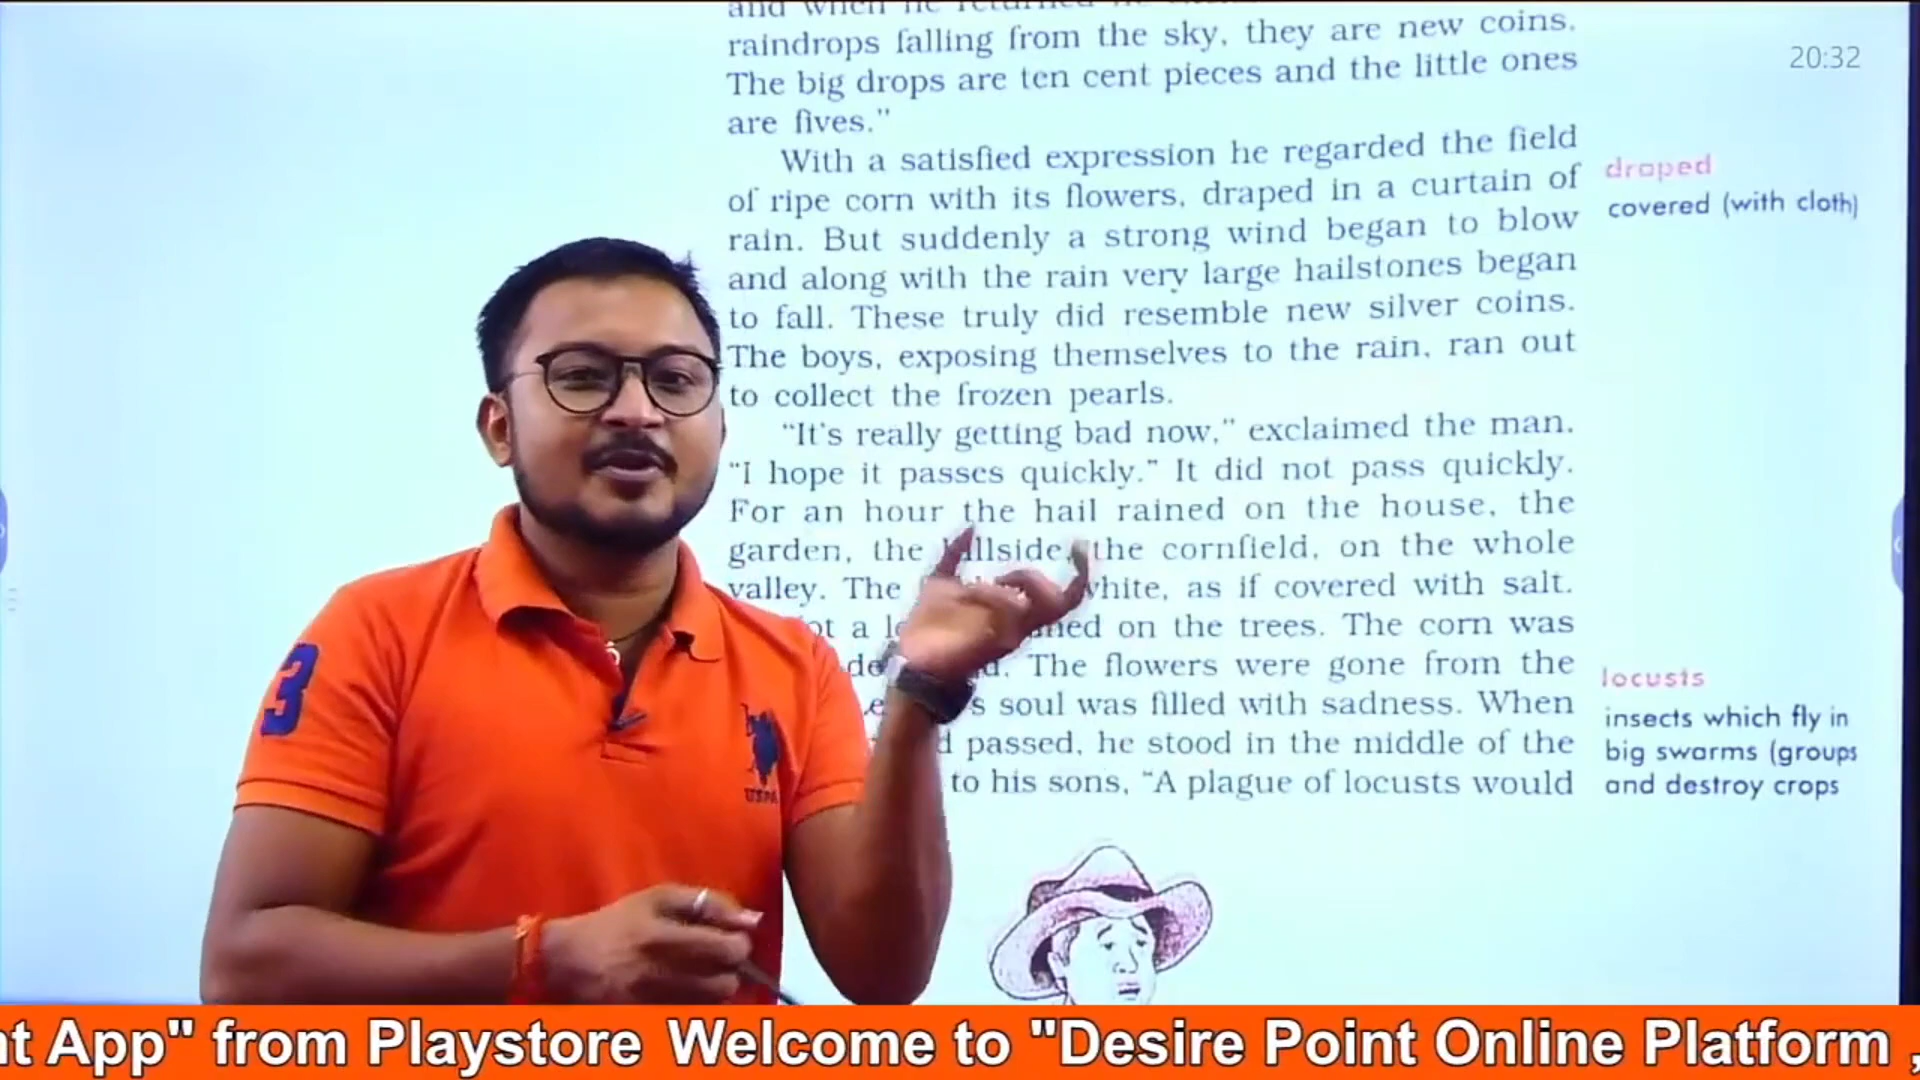 raindrops falling from the sky, they are new coins.
The big drops are ten cent pieces and the little ones
are fives."
With a satisfied expression he regarded the field
of ripe corn with its flowers, draped in a curtain of
rain. But suddenly a strong wind began to blow
and along with the rain very large hailstones began
to fall. These truly did resemble new silver coins.
The boys, exposing themselves to the rain, ran out
to collect the frozen pearls.
"It's really getting bad now," exclaimed the man.
"I hope it passes quickly." It did not pass quickly.
For an hour the hail rained on the house, the
garden, the hillside, the cornfield, on the whole
valley. The white, as if covered with salt.
a on the trees. The corn was
The flowers were gone from the
soul was filled with sadness. When
passed, he stood in the middle of the
to his sons, "A plague of locusts would
20:32
draped
covered (with cloth)
locusts
insects which fly in
big swarms (groups
and destroy crops
3
USPA
App" from Playstore Welcome to "Desire Point Online Platform ,